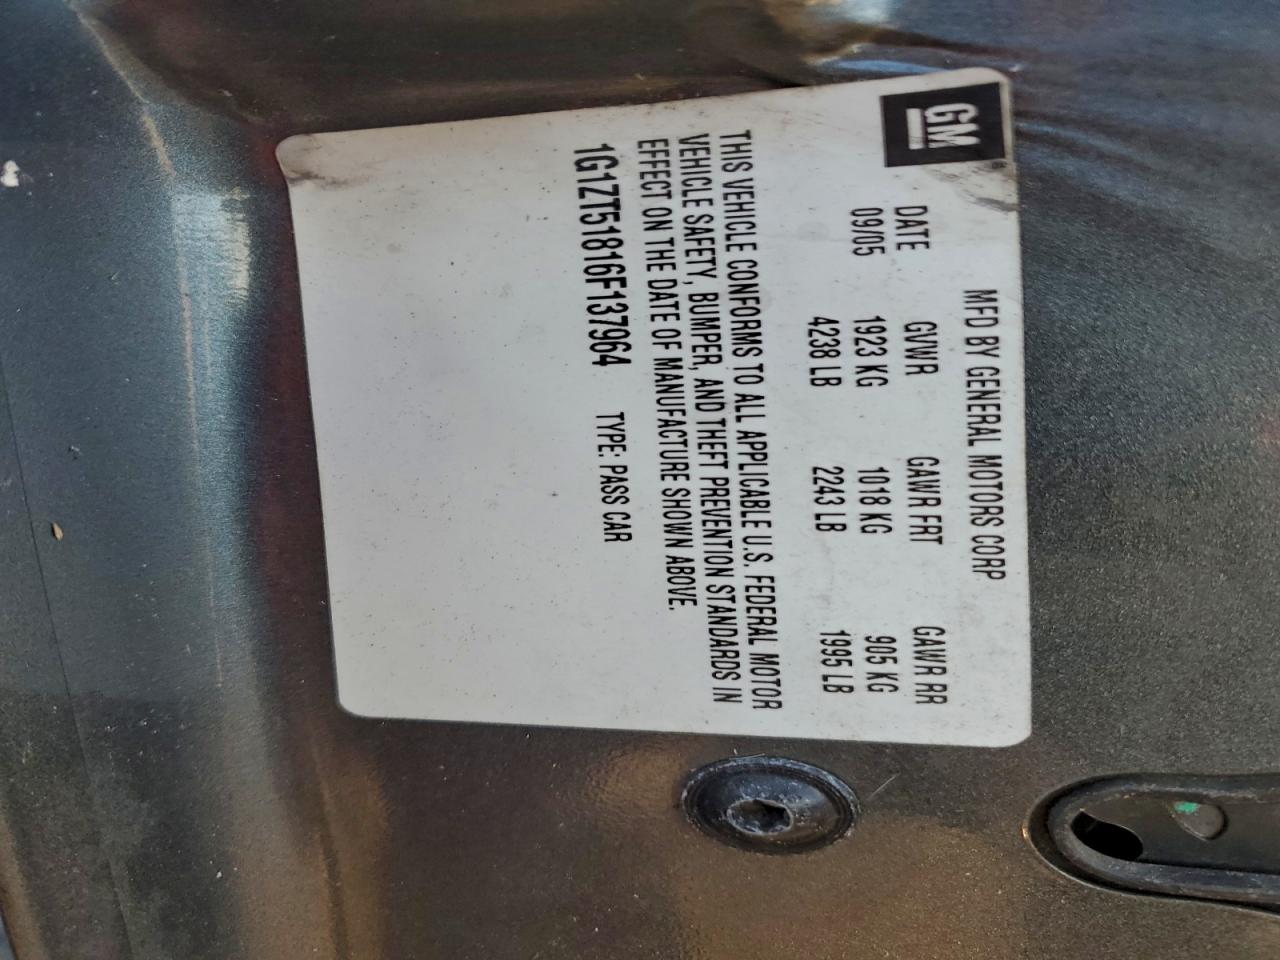 GM
MFD BY GENERAL MOTORS CORP
DATE GVWR GAWR FRT GAWR RR
09/05 1923 KG 1018 KG 905 KG
4238 LB 2243 LB 1995 LB
THIS VEHICLE CONFORMS TO ALL APPLICABLE U.S. FEDERAL MOTOR
VEHICLE SAFETY, BUMPER, AND THEFT PREVENTION STANDARDS IN
EFFECT ON THE DATE OF MANUFACTURE SHOWN ABOVE.
1G1ZT51816F137964 TYPE: PASS CAR